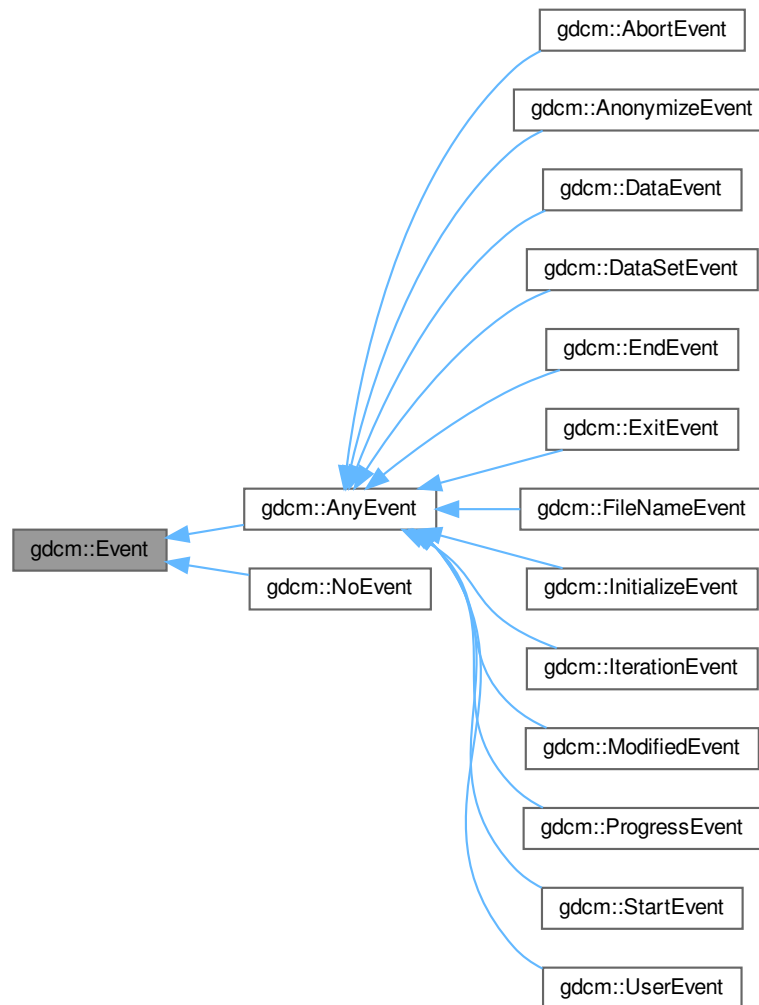 gdcm::AbortEvent
gdcm::AnonymizeEvent
gdcm::DataEvent
gdcm::DataSetEvent
gdcm::EndEvent
gdcm::ExitEvent
gdcm::AnyEvent
gdcm::FileNameEvent
gdcm::Event
gdcm::NoEvent
gdcm::InitializeEvent
gdcm::IterationEvent
gdcm::ModifiedEvent
gdcm::ProgressEvent
gdcm::StartEvent
gdcm::UserEvent